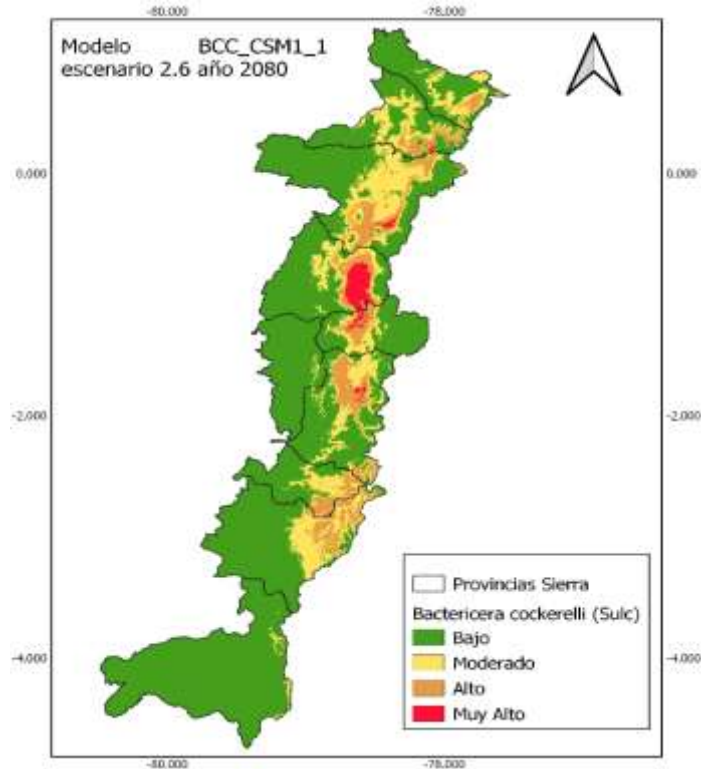 -80.000 -78.000
Modelo BCC_CSM1_1
escenario 2.6 año 2080
0.000 0.000
-2.000 -2.000
Provincias Sierra
Bactericera cockerelli (Sulc)
Bajo
-4.000 Moderado -4.000
Alto
Muy Alto
-80.000 -78.000